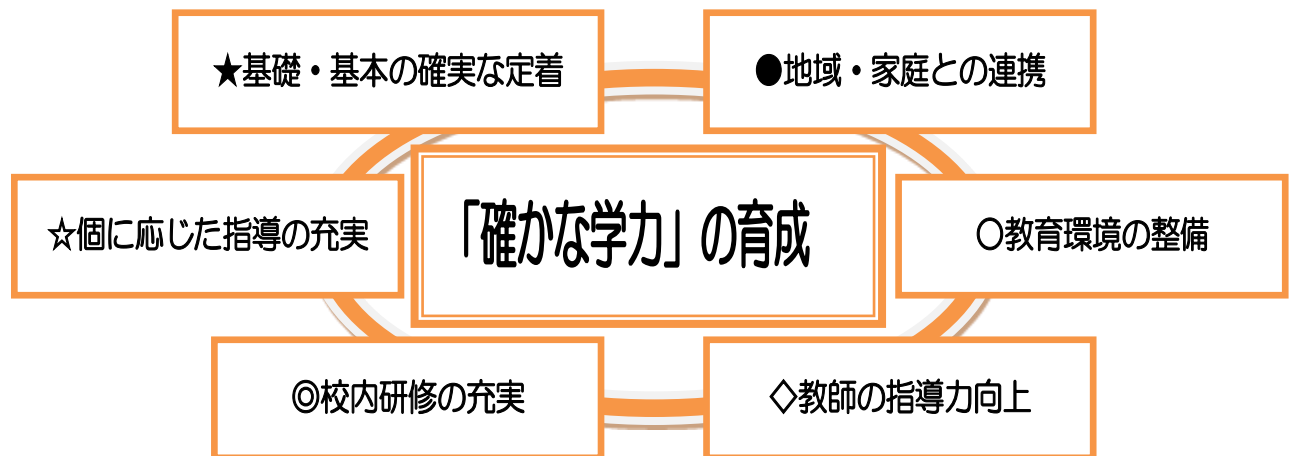 ★基礎・基本の確実な定着
●地域・家庭との連携
☆個に応じた指導の充実
「確かな学力」の育成
○教育環境の整備
◎校内研修の充実
◇教師の指導力向上